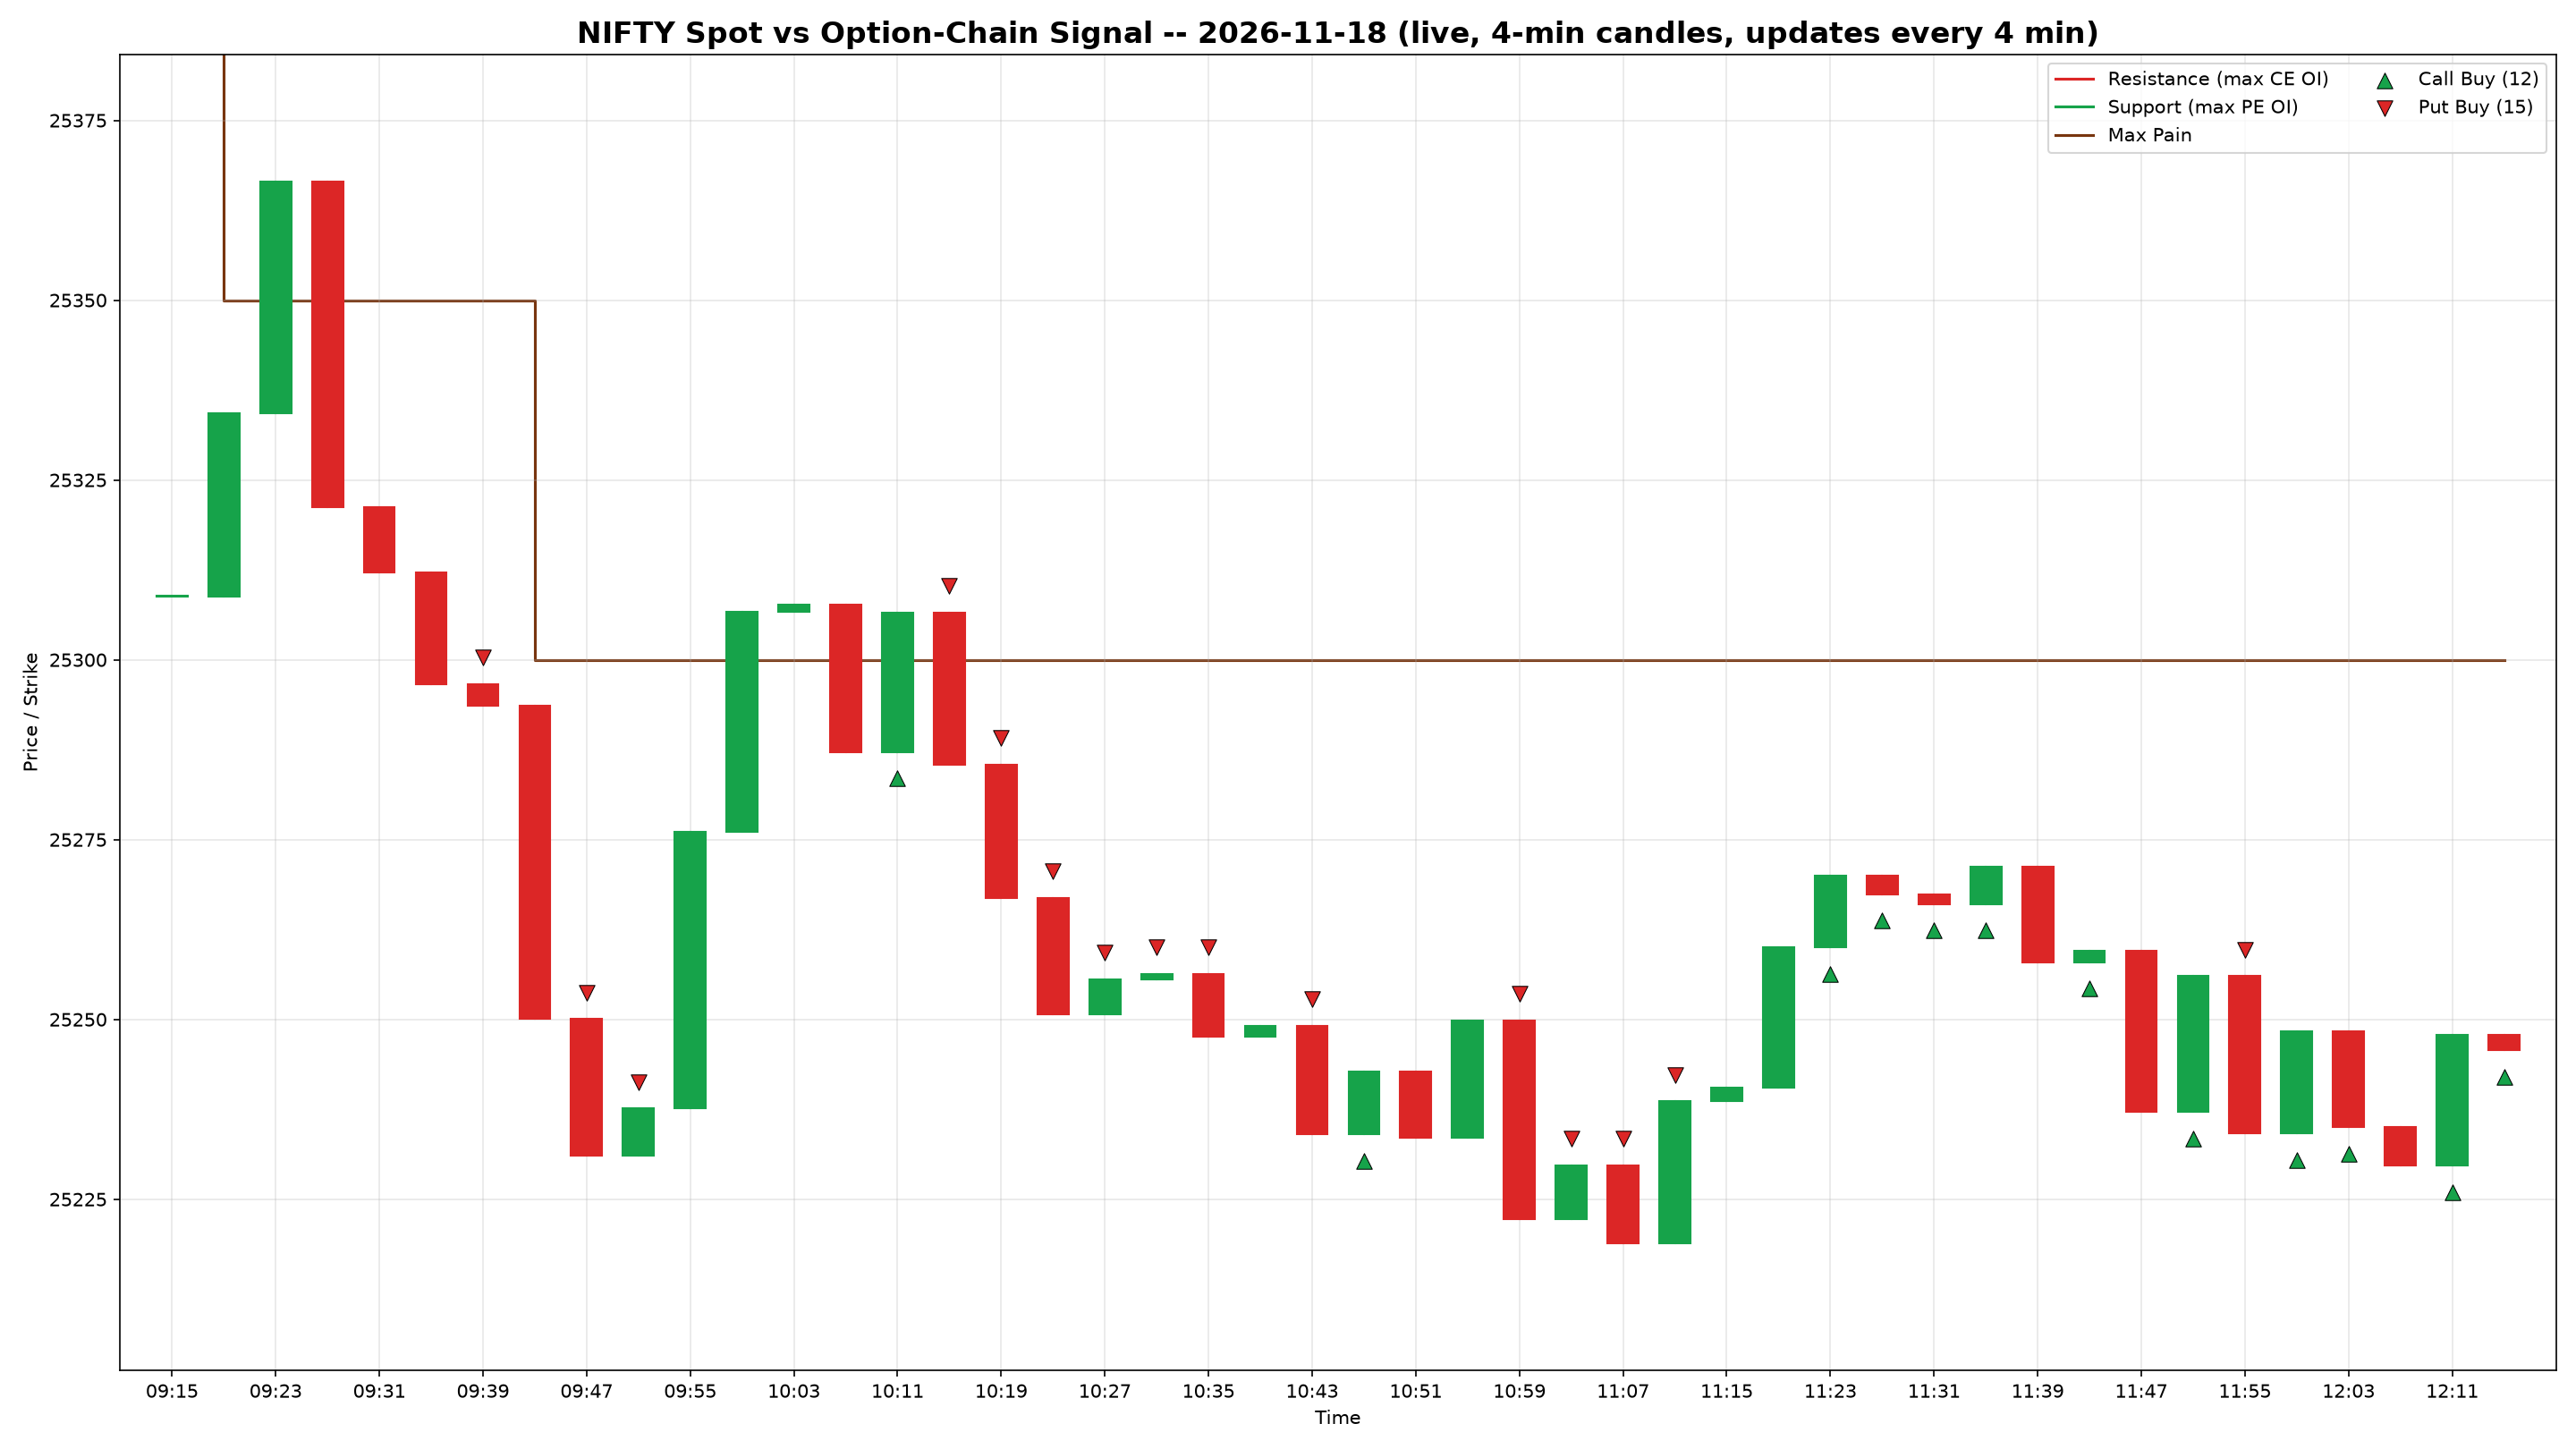 NIFTY Spot vs Option-Chain Signal -- 2026-11-18 (live, 4-min candles, updates every 4 min)
Resistance (max CE OI)
Support (max PE OI)
Max Pain
Call Buy (12)
Put Buy (15)
Price / Strike
25375
25350
25325
25300
25275
25250
25225
09:15 09:23 09:31 09:39 09:47 09:55 10:03 10:11 10:19 10:27 10:35 10:43 10:51 10:59 11:07 11:15 11:23 11:31 11:39 11:47 11:55 12:03 12:11
Time